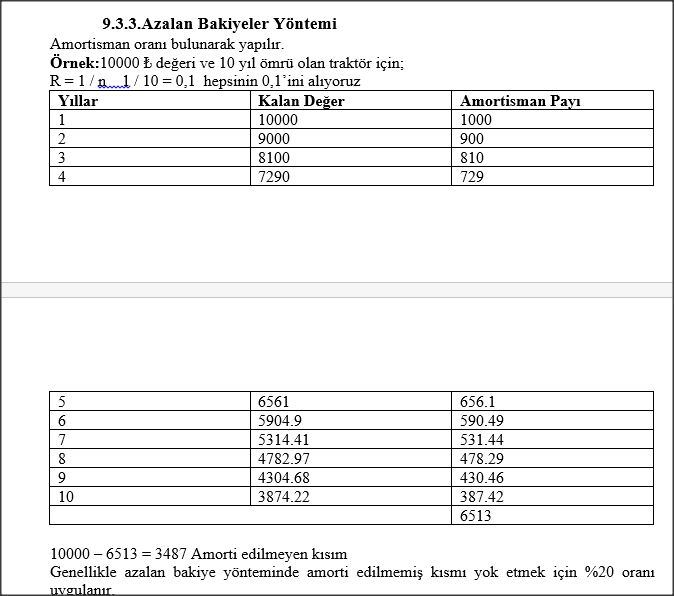 9.3.3.Azalan Bakiyeler Yöntemi
Amortisman oranı bulunarak yapılır.
Örnek:10000 ₺ değeri ve 10 yıl ömrü olan traktör için;
R = 1 / n 1 / 10 = 0,1 hepsinin 0,1’ini alıyoruz
Yıllar Kalan Değer Amortisman Payı
1 10000 1000
2 9000 900
3 8100 810
4 7290 729
5 6561 656.1
6 5904.9 590.49
7 5314.41 531.44
8 4782.97 478.29
9 4304.68 430.46
10 3874.22 387.42
6513
10000 – 6513 = 3487 Amorti edilmeyen kısım
Genellikle azalan bakiye yönteminde amorti edilmemiş kısmı yok etmek için %20 oranı
uygulanır.